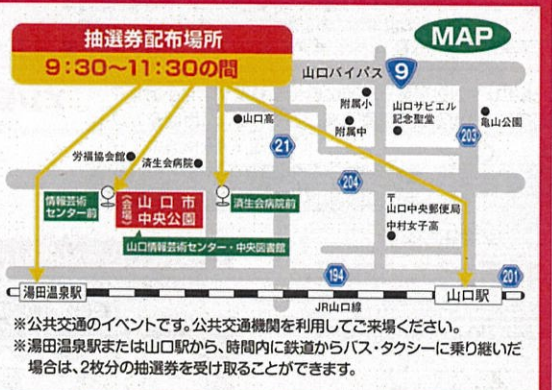 抽選券配布場所
MAP
9:30～11:30の間
山口バイパス
9
附属小
山口サビエル
記念聖堂
亀山公園
山口高
附属中
203
21
労福協会館
済生会病院
204
情報芸術
センター前
《会場》
山口市
中央公園
済生会病院前
〒
山口中央郵便局
中村女子高
山口情報芸術センター・中央図書館
194
201
湯田温泉駅
山口駅
JR山口線
※公共交通のイベントです。公共交通機関を利用してご来場ください。
※湯田温泉駅または山口駅から、時間内に鉄道からバス・タクシーに乗り継いだ
場合は、2枚分の抽選券を受け取ることができます。